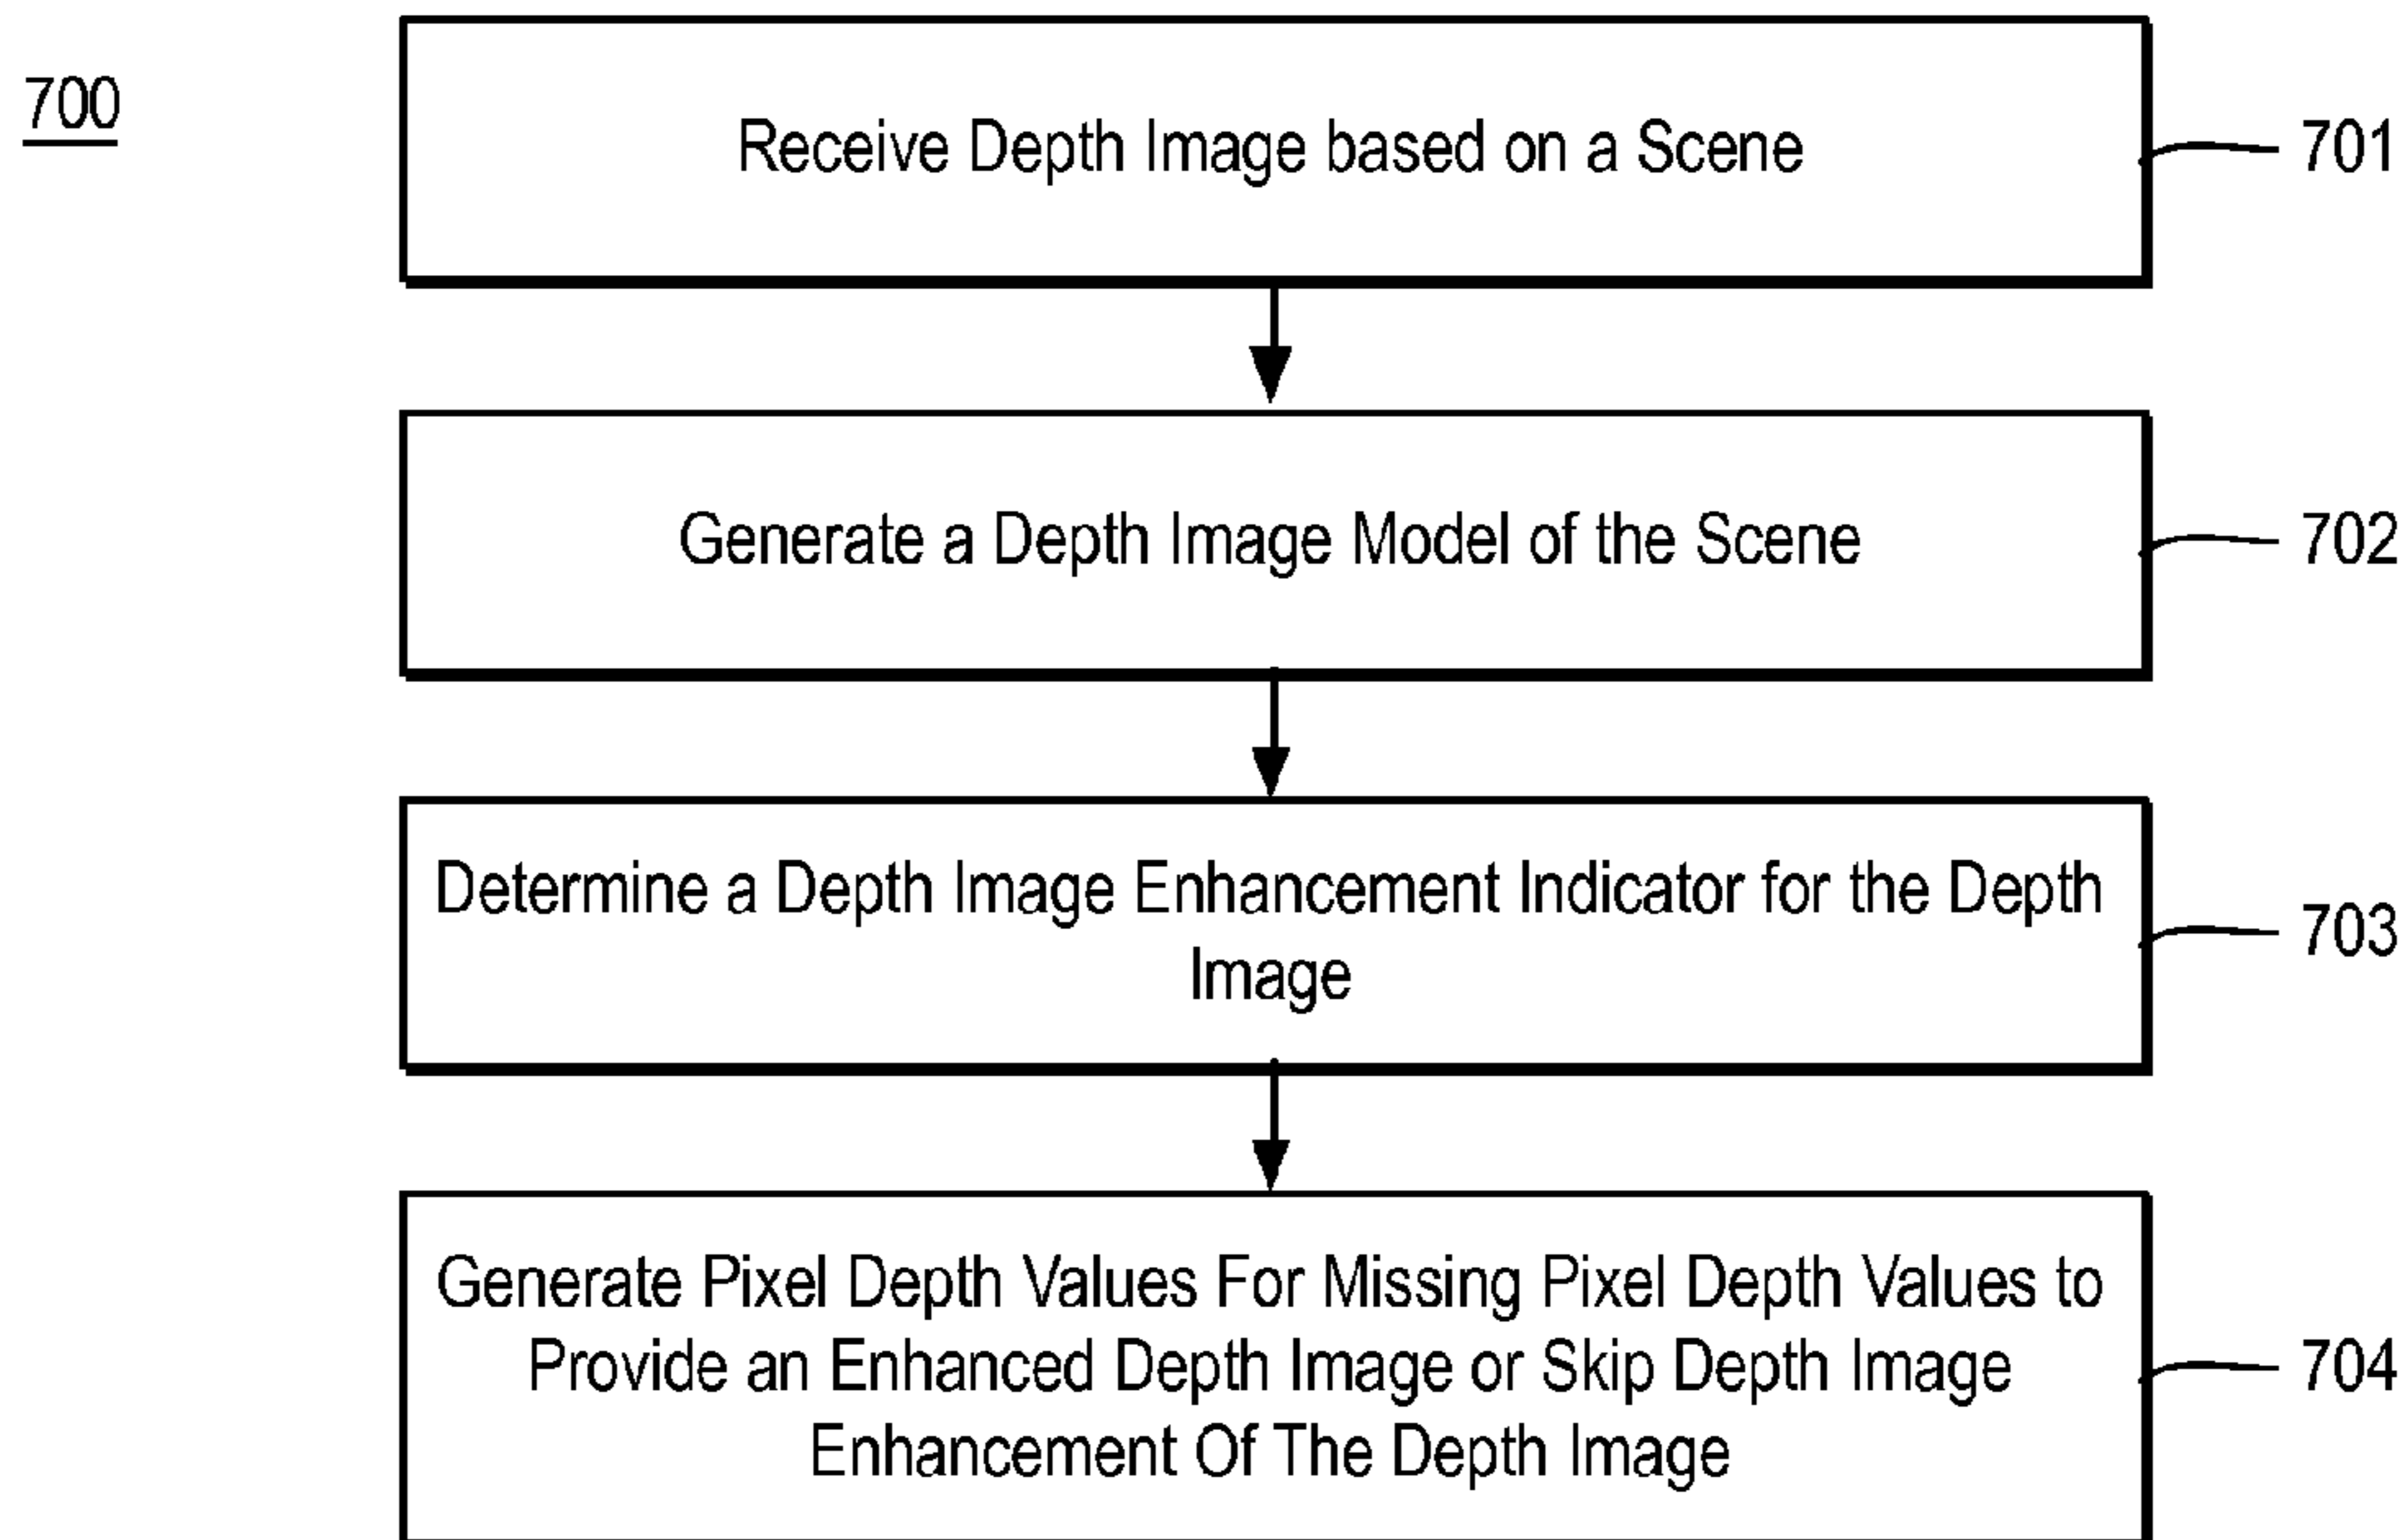 700
Receive Depth Image based on a Scene
701
Generate a Depth Image Model of the Scene
702
Determine a Depth Image Enhancement Indicator for the Depth
Image
703
Generate Pixel Depth Values For Missing Pixel Depth Values to
Provide an Enhanced Depth Image or Skip Depth Image
Enhancement Of The Depth Image
704